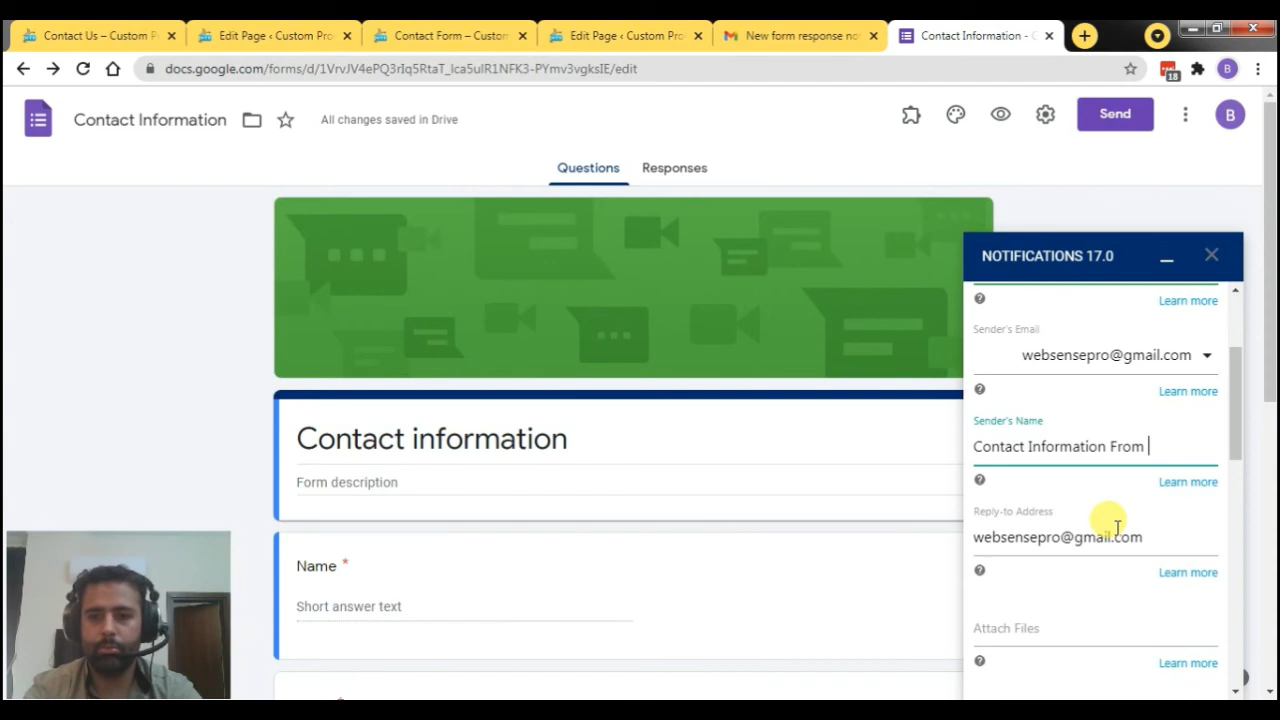 Contact Us – Custom P
Edit Page ‹ Custom Pro
Contact Form – Custom
Edit Page ‹ Custom Pro
New form response no
Contact Information -
docs.google.com/forms/d/1VrvJV4ePQ3rIq5RtaT_lca5ulR1NFK3-PYmv3vgksIE/edit
18
B
Contact Information
All changes saved in Drive
Send
B
Questions
Responses
NOTIFICATIONS 17.0
Learn more
Sender's Email
websensepro@gmail.com
Learn more
Contact information
Sender's Name
Contact Information From
Form description
Learn more
Reply-to Address
websensepro@gmail.com
Name *
Learn more
Short answer text
Attach Files
Learn more